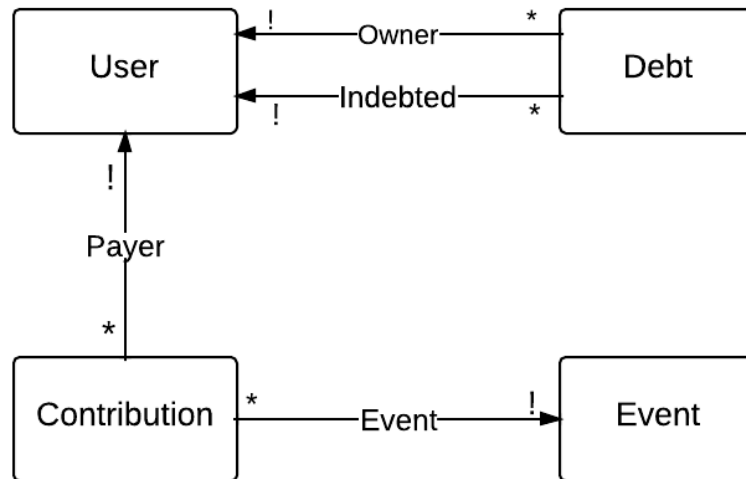 ! Owner *
User
Debt
! Indebted *
!
Payer
*
Contribution
* Event !
Event